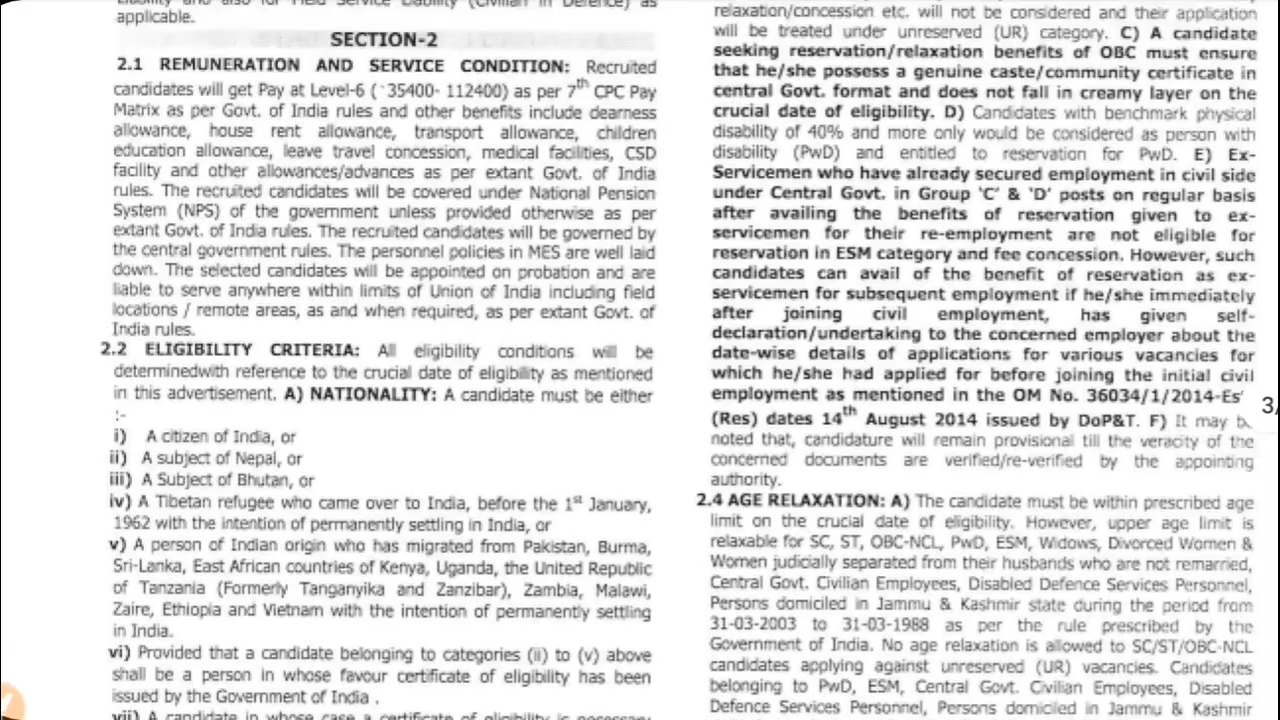 applicable.
SECTION-2
2.1 REMUNERATION AND SERVICE CONDITION: Recruited
candidates will get Pay at Level-6 (`35400- 112400) as per 7th CPC Pay
Matrix as per Govt. of India rules and other benefits include dearness
allowance, house rent allowance, transport allowance, children
education allowance, leave travel concession, medical facilities, CSD
facility and other allowances/advances as per extant Govt. of India
rules. The recruited candidates will be covered under National Pension
System (NPS) of the government unless provided otherwise as per
extant Govt. of India rules. The recruited candidates will be governed by
the central government rules. The personnel policies in MES are well laid
down. The selected candidates will be appointed on probation and are
liable to serve anywhere within limits of Union of India including field
locations / remote areas, as and when required, as per extant Govt. of
India rules.
2.2 ELIGIBILITY CRITERIA: All eligibility conditions will be
determinedwith reference to the crucial date of eligibility as mentioned
in this advertisement. A) NATIONALITY: A candidate must be either
:-
i) A citizen of India, or
ii) A subject of Nepal, or
iii) A Subject of Bhutan, or
iv) A Tibetan refugee who came over to India, before the 1st January,
1962 with the intention of permanently settling in India, or
v) A person of Indian origin who has migrated from Pakistan, Burma,
Sri-Lanka, East African countries of Kenya, Uganda, the United Republic
of Tanzania (Formerly Tanganyika and Zanzibar), Zambia, Malawi,
Zaire, Ethiopia and Vietnam with the intention of permanently settling
in India.
vi) Provided that a candidate belonging to categories (ii) to (v) above
shall be a person in whose favour certificate of eligibility has been
issued by the Government of India .
vii) A candidate in whose case a certificate of eligibility is necessary
relaxation/concession etc. will not be considered and their application
will be treated under unreserved (UR) category. C) A candidate
seeking reservation/relaxation benefits of OBC must ensure
that he/she possess a genuine caste/community certificate in
central Govt. format and does not fall in creamy layer on the
crucial date of eligibility. D) Candidates with benchmark physical
disability of 40% and more only would be considered as person with
disability (PwD) and entitled to reservation for PwD. E) Ex-
Servicemen who have already secured employment in civil side
under Central Govt. in Group ‘C’ & ‘D’ posts on regular basis
after availing the benefits of reservation given to ex-
servicemen for their re-employment are not eligible for
reservation in ESM category and fee concession. However, such
candidates can avail of the benefit of reservation as ex-
servicemen for subsequent employment if he/she immediately
after joining civil employment, has given self-
declaration/undertaking to the concerned employer about the
date-wise details of applications for various vacancies for
which he/she had applied for before joining the initial civil
employment as mentioned in the OM No. 36034/1/2014-Es
(Res) dates 14th August 2014 issued by DoP&T. F) It may
noted that, candidature will remain provisional till the veracity of the
concerned documents are verified/re-verified by the appointing
authority.
2.4 AGE RELAXATION: A) The candidate must be within prescribed age
limit on the crucial date of eligibility. However, upper age limit is
relaxable for SC, ST, OBC-NCL, PwD, ESM, Widows, Divorced Women &
Women judicially separated from their husbands who are not remarried,
Central Govt. Civilian Employees, Disabled Defence Services Personnel,
Persons domiciled in Jammu & Kashmir state during the period from
31-03-2003 to 31-03-1988 as per the rule prescribed by the
Government of India. No age relaxation is allowed to SC/ST/OBC-NCL
candidates applying against unreserved (UR) vacancies. Candidates
belonging to PwD, ESM, Central Govt. Civilian Employees, Disabled
Defence Services Personnel, Persons domiciled in Jammu & Kashmir
3/